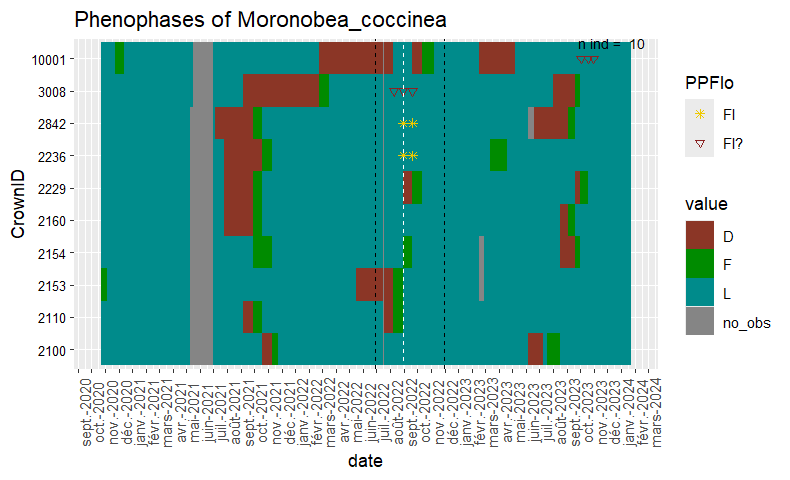 Phenophases of Moronobea_coccinea
n ind = 10
CrownID
10001
3008
2842
2236
2229
2160
2154
2153
2110
2100
sept.-2020
oct.-2020
nov.-2020
déc.-2020
janv.-2021
févr.-2021
mars-2021
avr.-2021
mai-2021
juin-2021
juil.-2021
août-2021
sept.-2021
oct.-2021
nov.-2021
déc.-2021
janv.-2022
févr.-2022
mars-2022
avr.-2022
mai-2022
juin-2022
juil.-2022
août-2022
sept.-2022
oct.-2022
nov.-2022
déc.-2022
janv.-2023
févr.-2023
mars-2023
avr.-2023
mai-2023
juin-2023
juil.-2023
août-2023
sept.-2023
oct.-2023
nov.-2023
déc.-2023
janv.-2024
févr.-2024
mars-2024
date
PPFlo
Fl
Fl?
value
D
F
L
no_obs